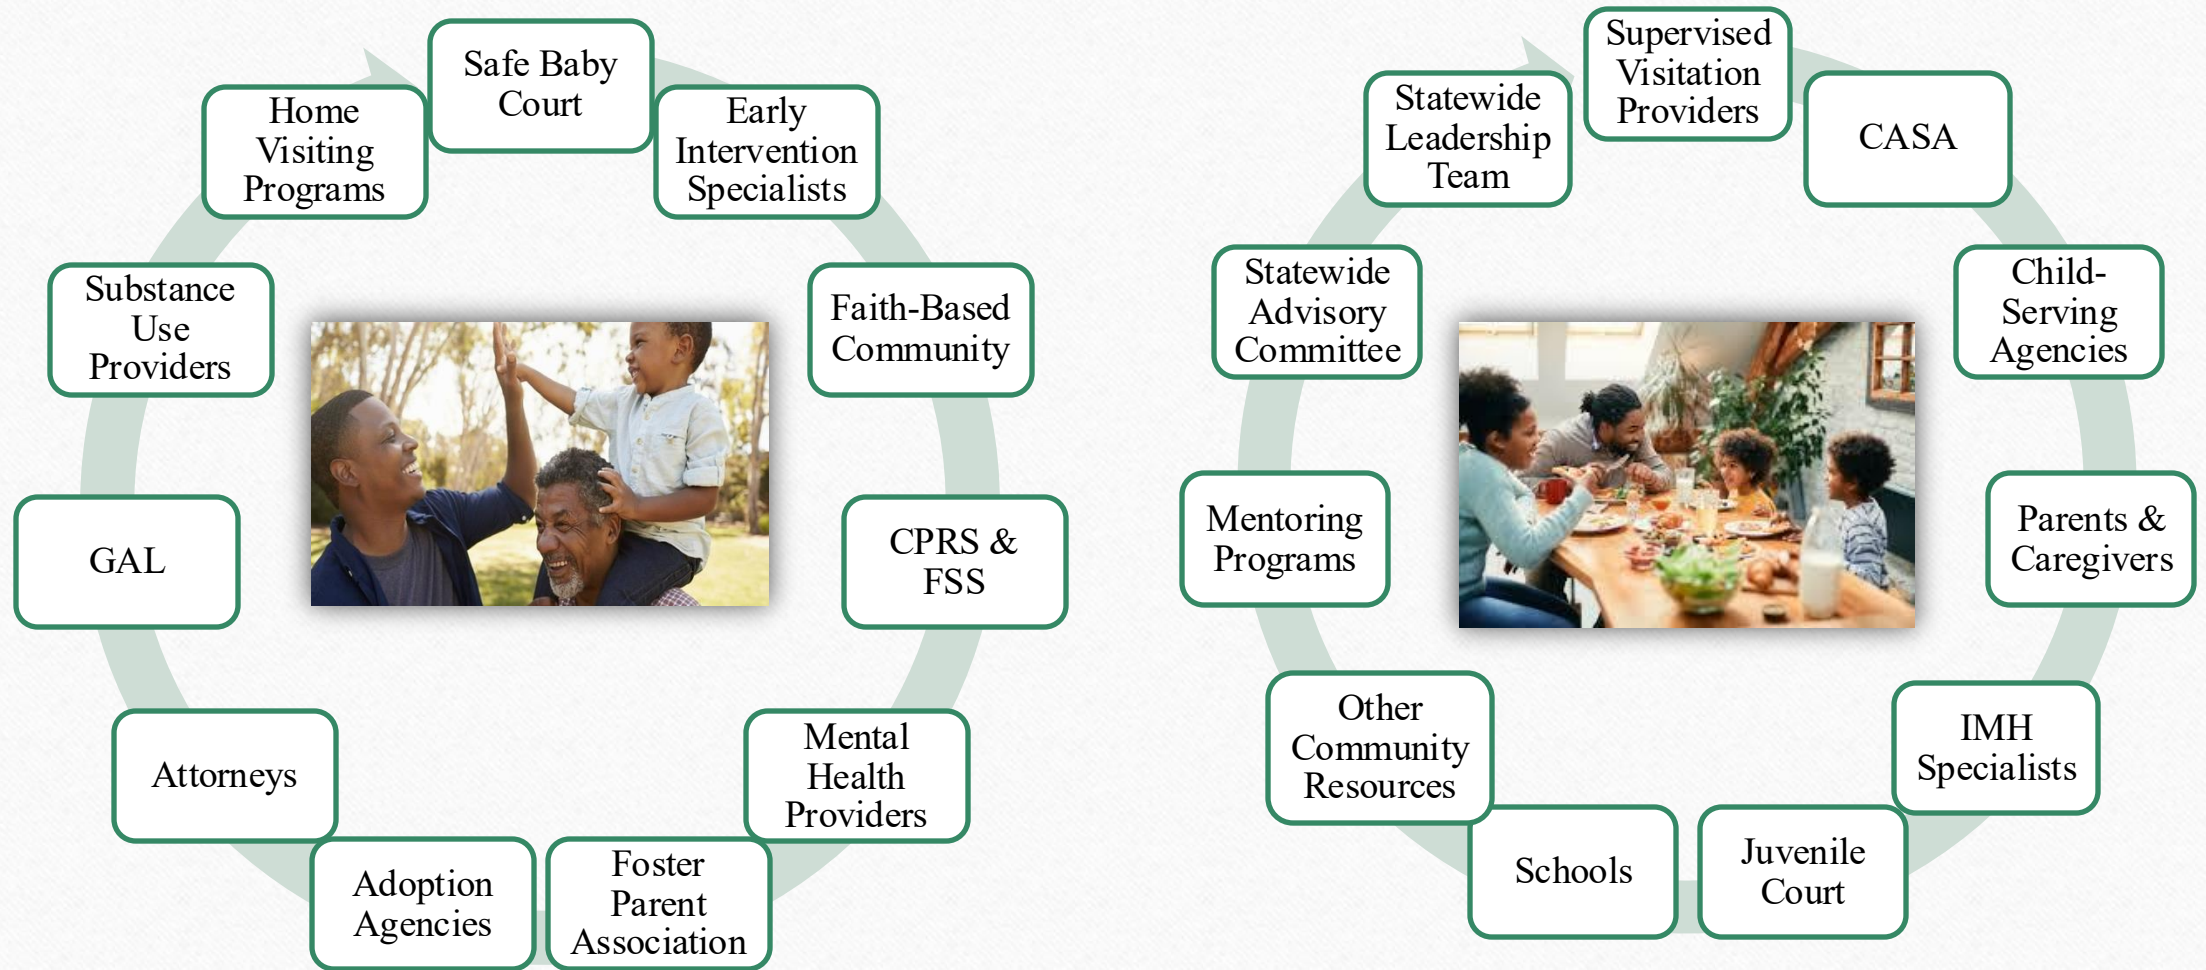 Safe Baby
Court
Early
Intervention
Specialists
Faith-Based
Community
CPRS &
FSS
Mental
Health
Providers
Foster
Parent
Association
Adoption
Agencies
Attorneys
GAL
Substance
Use
Providers
Home
Visiting
Programs
Supervised
Visitation
Providers
CASA
Child-
Serving
Agencies
Parents &
Caregivers
IMH
Specialists
Juvenile
Court
Schools
Other
Community
Resources
Mentoring
Programs
Statewide
Advisory
Committee
Statewide
Leadership
Team